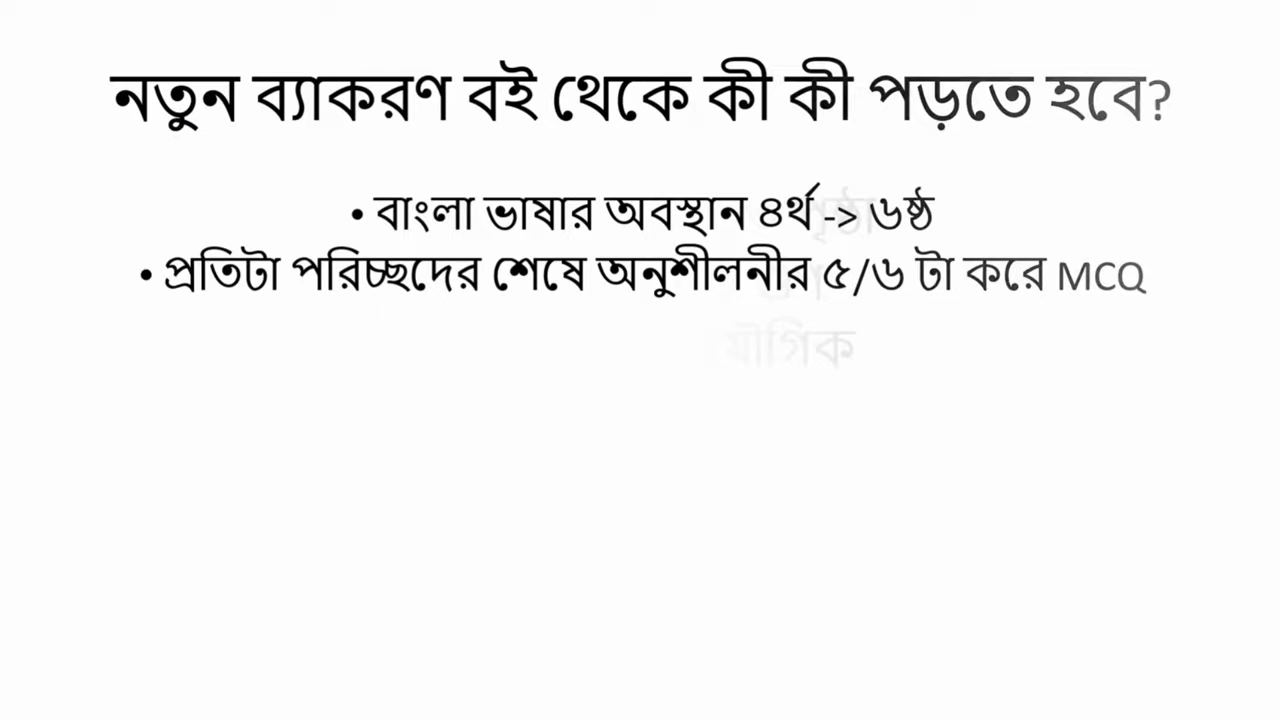 নতুন ব্যাকরণ বই থেকে কী কী পড়তে হবে?
• বাংলা ভাষার অবস্থান ৪র্থ -> ৬ষ্ঠ
• প্রতিটা পরিচ্ছদের শেষে অনুশীলনীর ৫/৬ টা করে MCQ
যৌগিক